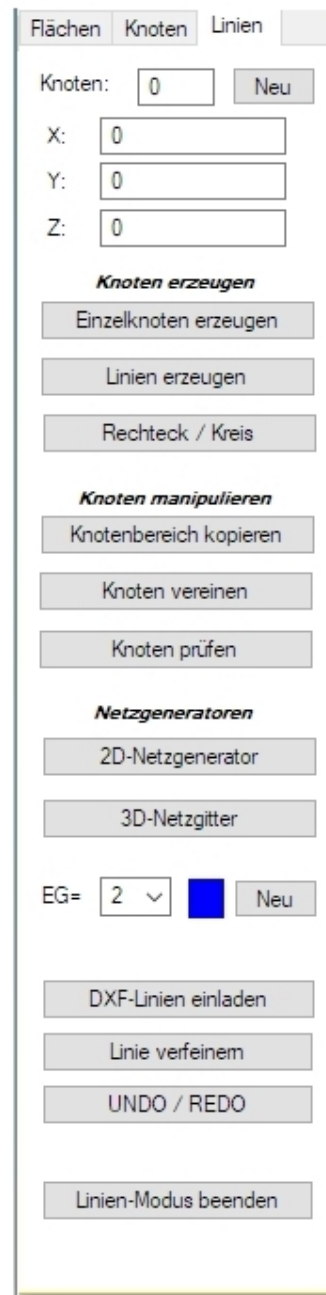 Flächen Knoten Linien
Knoten: 0 Neu
X: 0
Y: 0
Z: 0
Knoten erzeugen
Einzelknoten erzeugen
Linien erzeugen
Rechteck / Kreis
Knoten manipulieren
Knotenbereich kopieren
Knoten vereinen
Knoten prüfen
Netzgeneratoren
2D-Netzgenerator
3D-Netzgitter
EG= 2 Neu
DXF-Linien einladen
Linie verfeinern
UNDO / REDO
Linien-Modus beenden